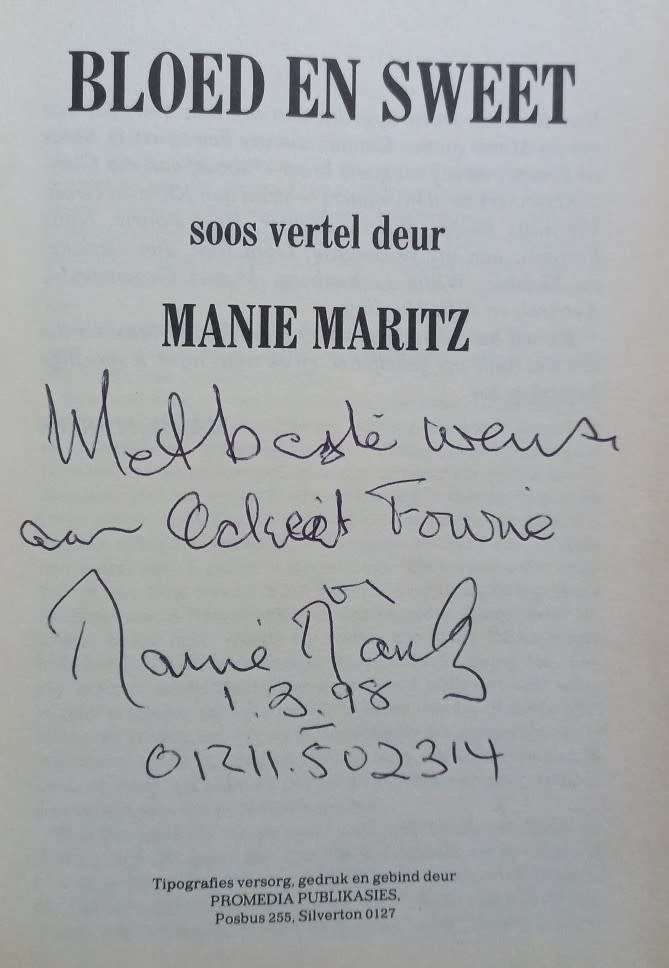 BLOED EN SWEET
soos vertel deur
MANIE MARITZ
Met beste wense
aan Fourie
Manie Maritz
1.3.98
01211.502314
Tipografies versorg, gedruk en gebind deur
PROMEDIA PUBLIKASIES,
Posbus 255, Silverton 0127